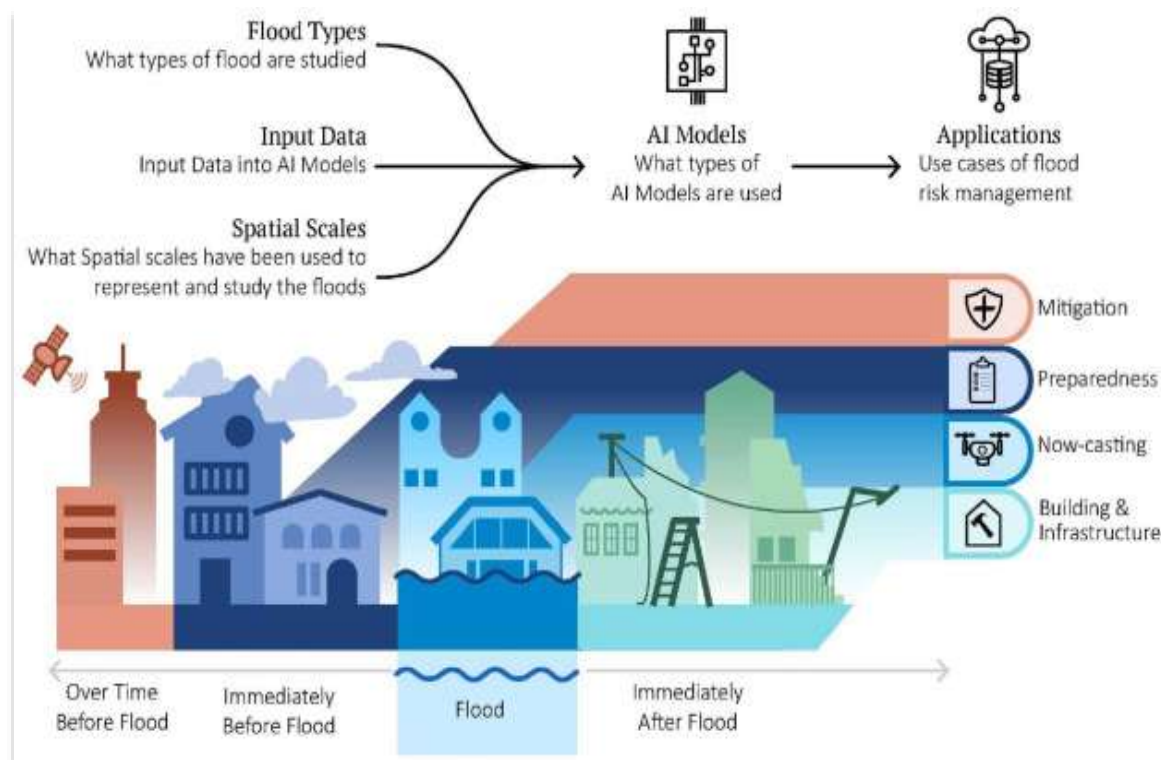 Flood Types
What types of flood are studied
Input Data
Input Data into AI Models
Spatial Scales
What Spatial scales have been used to
represent and study the floods
AI Models
What types of
AI Models are used
Applications
Use cases of flood
risk management
Mitigation
Preparedness
Now-casting
Building &
Infrastructure
Over Time
Before Flood
Immediately
Before Flood
Flood
Immediately
After Flood